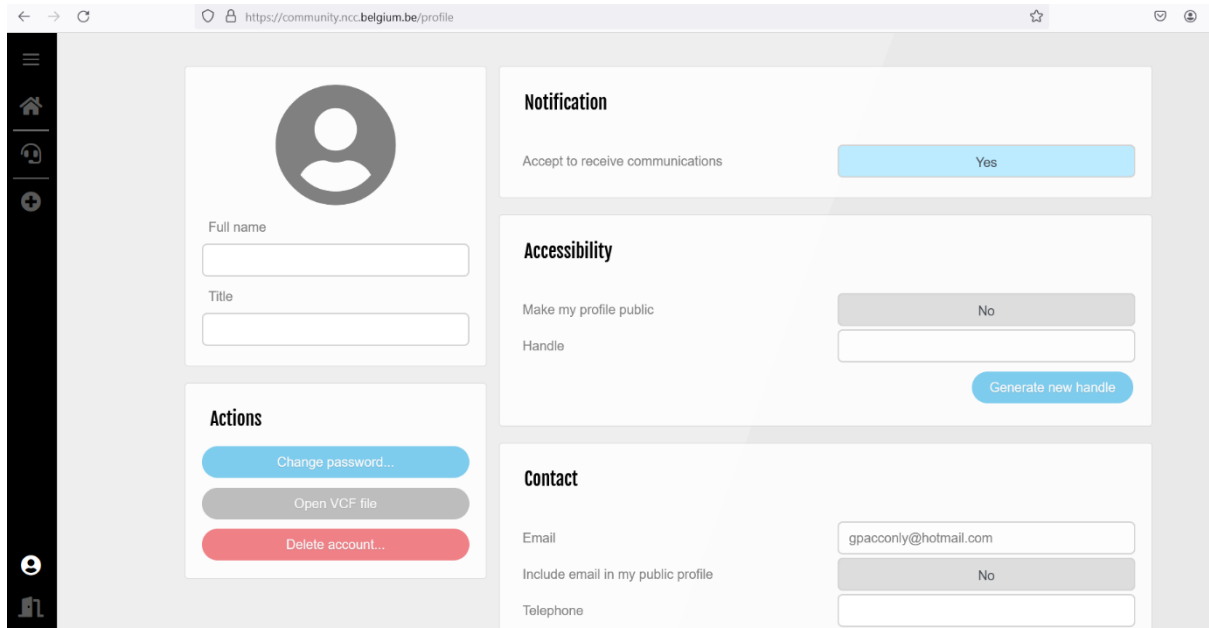 https://community.ncc.belgium.be/profile
Full name
Title
Actions
Change password...
Open VCF file
Delete account...
Notification
Accept to receive communications Yes
Accessibility
Make my profile public No
Handle
Generate new handle
Contact
Email gpacconly@hotmail.com
Include email in my public profile No
Telephone